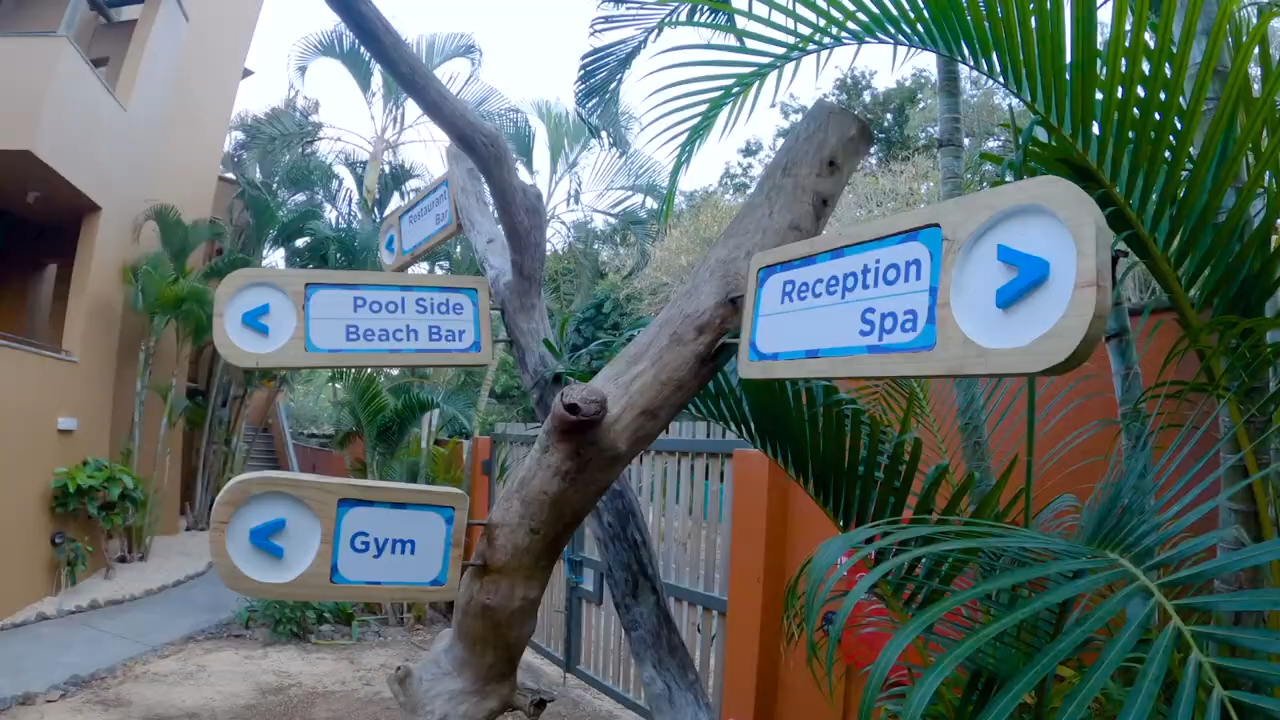 Restaurant
Bar
<
Pool Side
Beach Bar
<
Reception
Spa
>
Gym
<